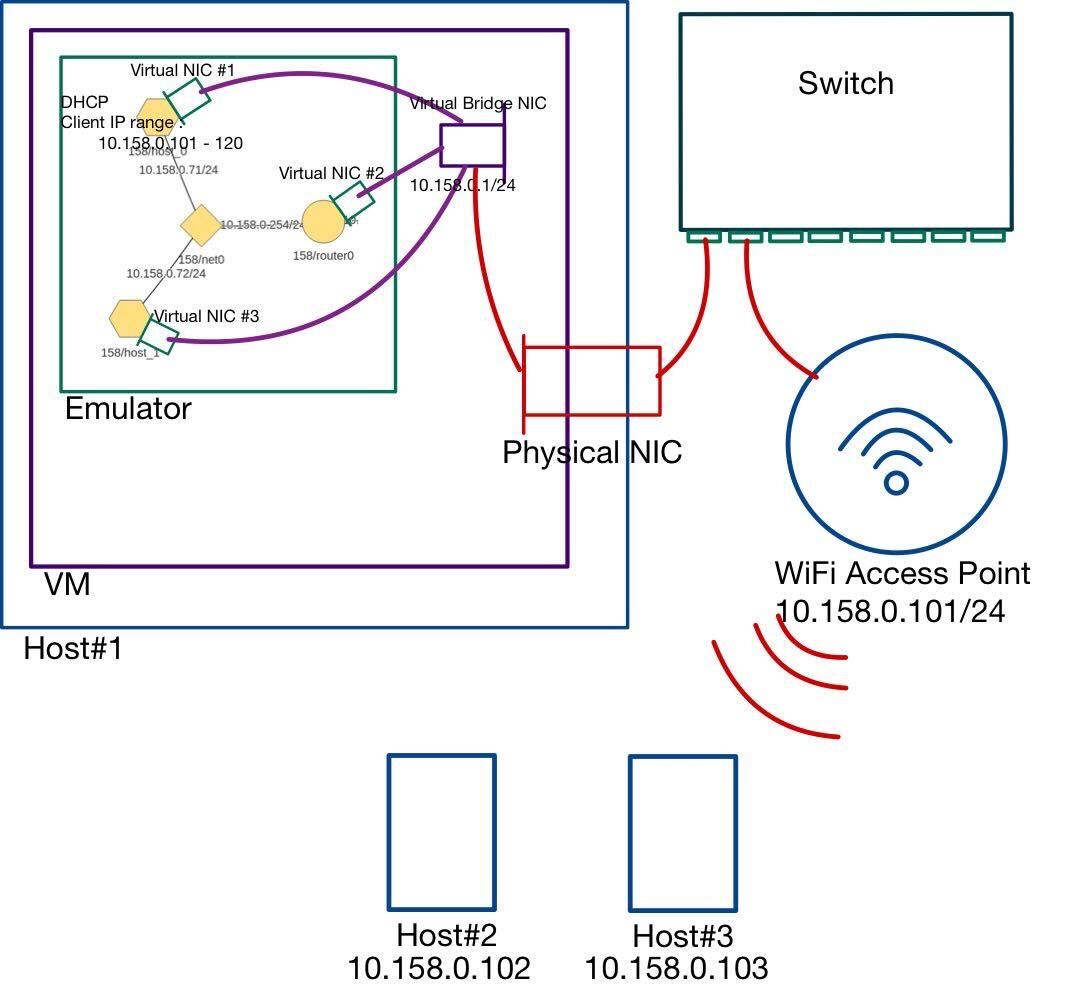 Virtual NIC #1
DHCP
Client IP range :
10.158.0.101 - 120
158/host_0
10.158.0.71/24
Virtual NIC #2
10.158.0.254/24
158/net0
158/router0
10.158.0.72/24
Virtual NIC #3
158/host_1
Emulator
VM
Host#1
Virtual Bridge NIC
10.158.0.1/24
Physical NIC
Switch
WiFi Access Point
10.158.0.101/24
Host#2
10.158.0.102
Host#3
10.158.0.103